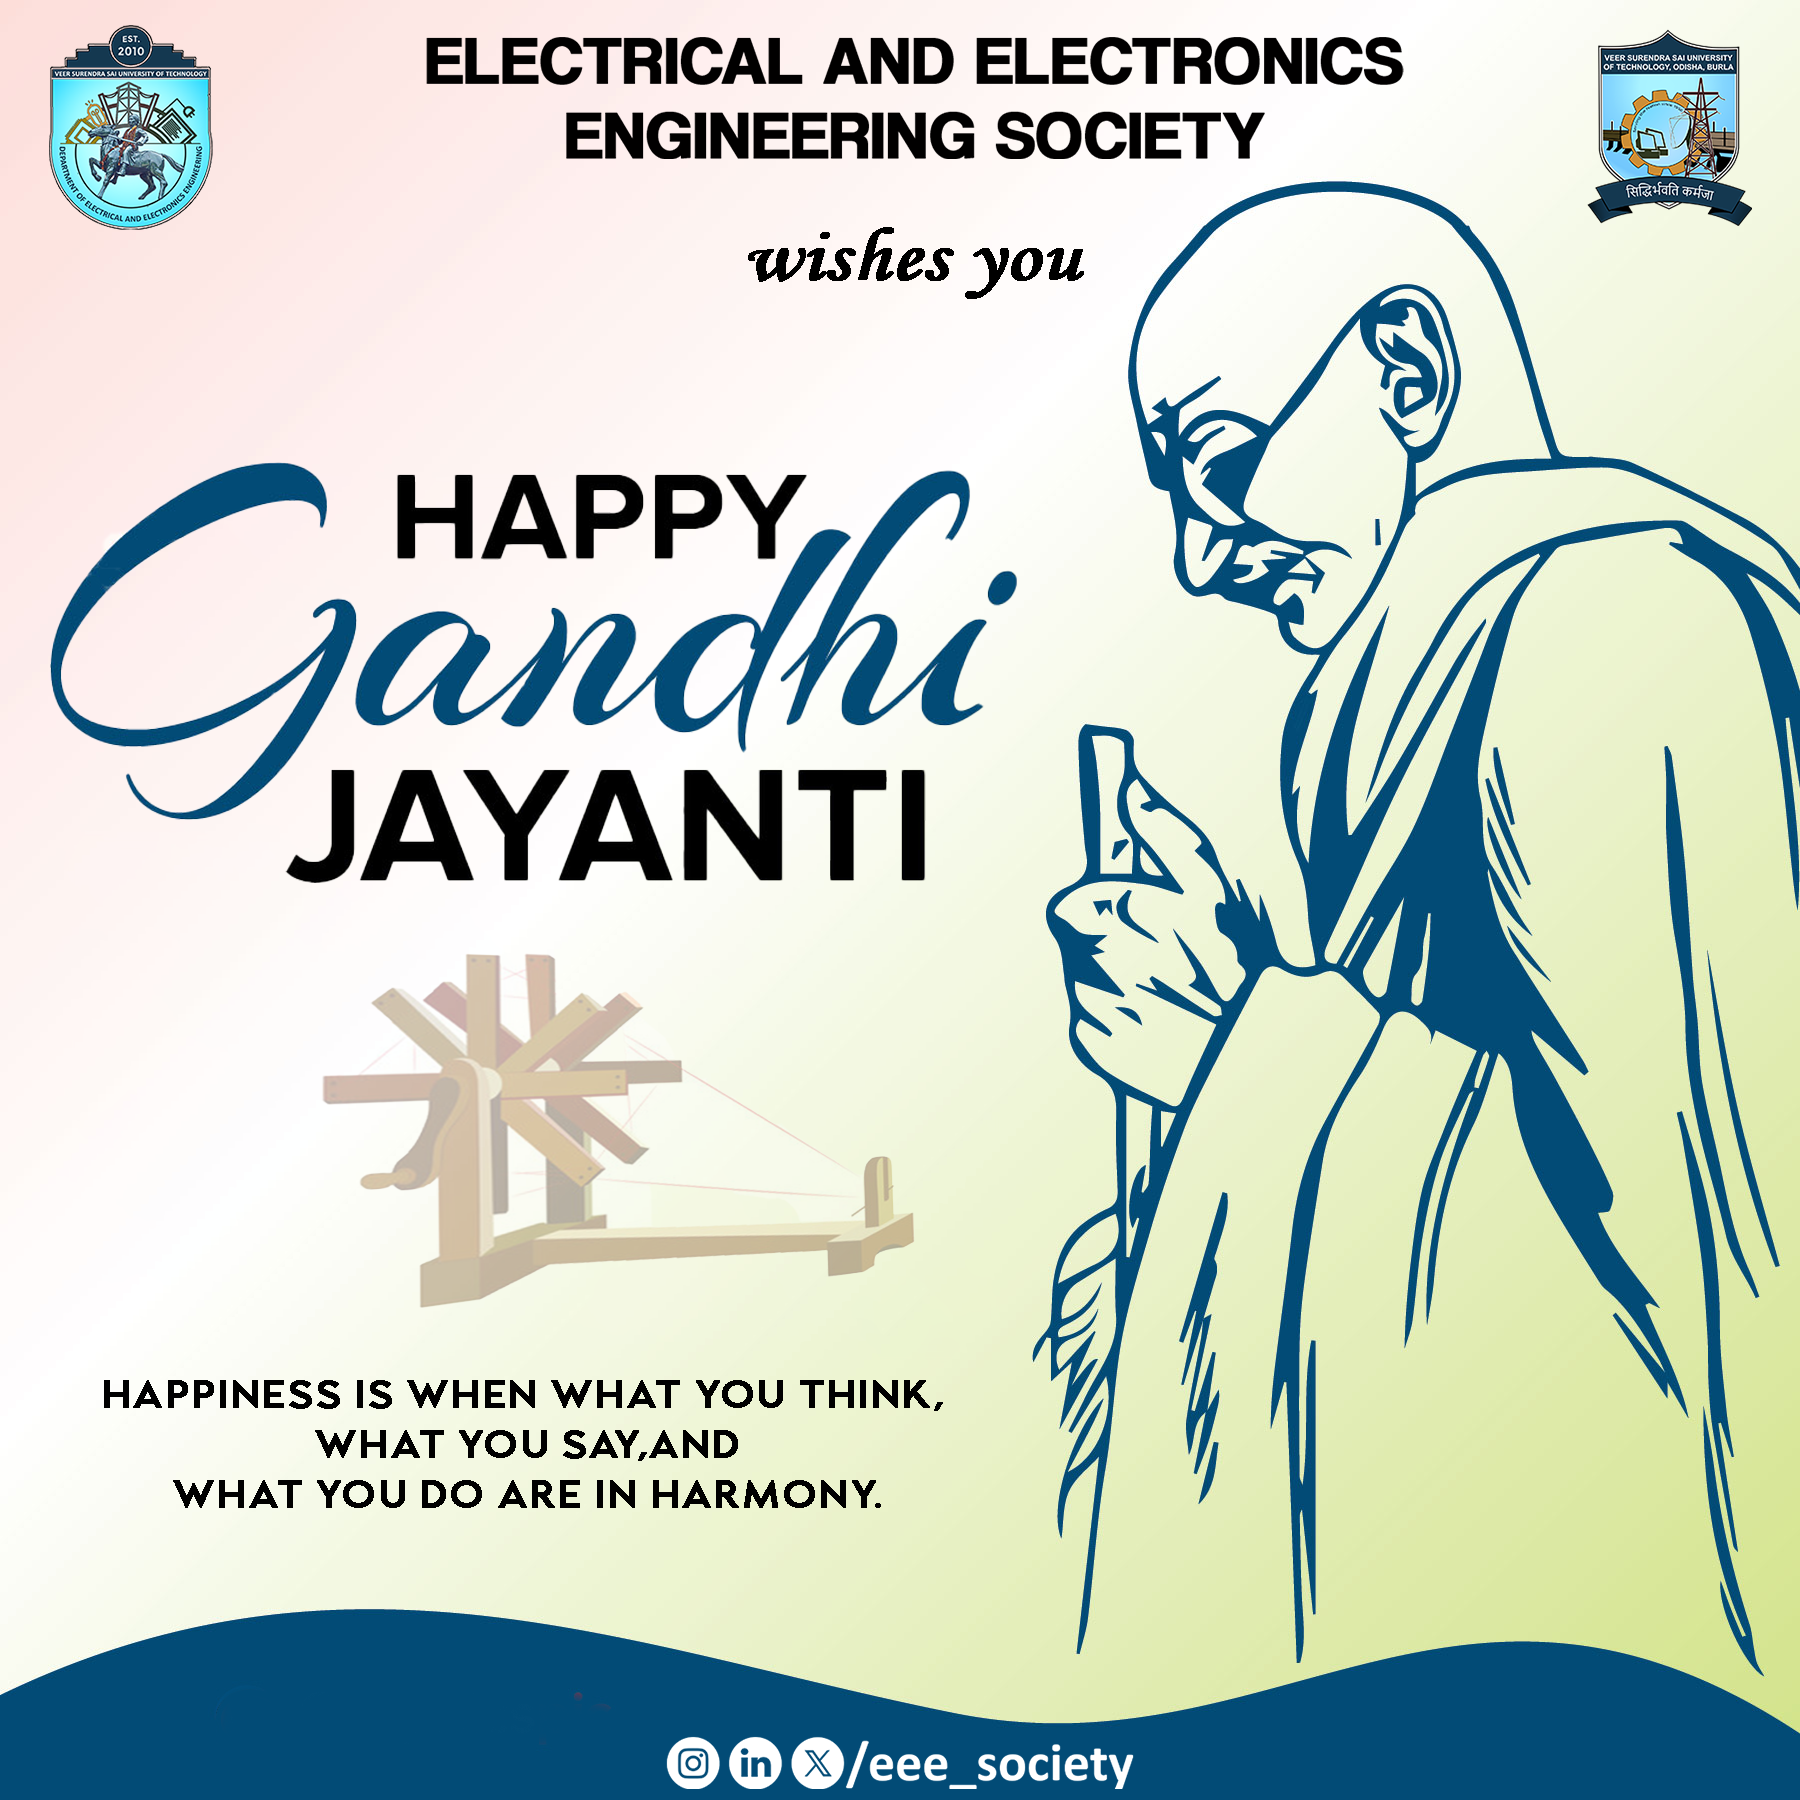 EST.
2010
VEER SURENDRA SAI UNIVERSITY OF TECHNOLOGY
DEPARTMENT OF ELECTRICAL AND ELECTRONICS ENGINEERING
ELECTRICAL AND ELECTRONICS
ENGINEERING SOCIETY
VEER SURENDRA SAI UNIVERSITY
OF TECHNOLOGY, ODISHA, BURLA
सिद्धिर्भवति कर्मजा
wishes you
HAPPY
Gandhi
JAYANTI
HAPPINESS IS WHEN WHAT YOU THINK,
WHAT YOU SAY,AND
WHAT YOU DO ARE IN HARMONY.
/eee_society